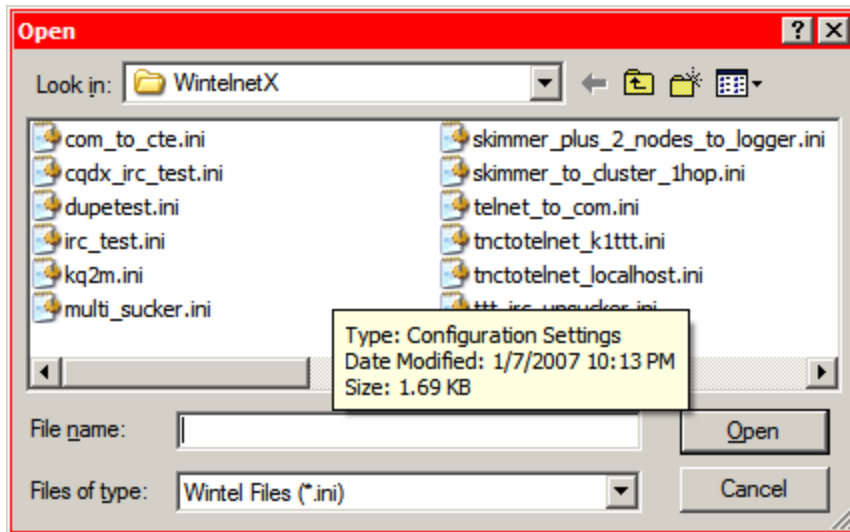 Open
Look in: WintelnetX
com_to_cte.ini
cqdx_irc_test.ini
dupetest.ini
irc_test.ini
kq2m.ini
multi_sucker.ini
skimmer_plus_2_nodes_to_logger.ini
skimmer_to_cluster_1hop.ini
telnet_to_com.ini
tnctotelnet_k1ttt.ini
tnctotelnet_localhost.ini
ttt_irc_unsucker.ini
Type: Configuration Settings
Date Modified: 1/7/2007 10:13 PM
Size: 1.69 KB
File name:
Open
Files of type: Wintel Files (*.ini)
Cancel